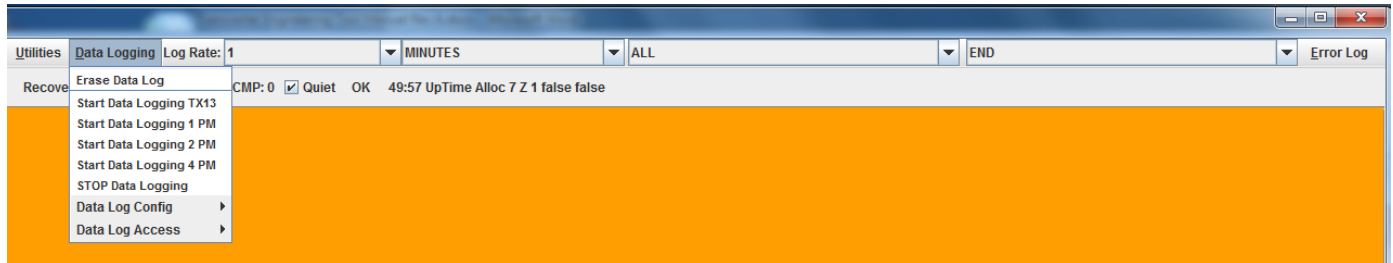 Utilities Data Logging Log Rate: 1 MINUTES ALL END Error Log
Recove CMP: 0 Quiet OK 49:57 UpTime Alloc 7 Z 1 false false
Erase Data Log
Start Data Logging TX13
Start Data Logging 1 PM
Start Data Logging 2 PM
Start Data Logging 4 PM
STOP Data Logging
Data Log Config
Data Log Access